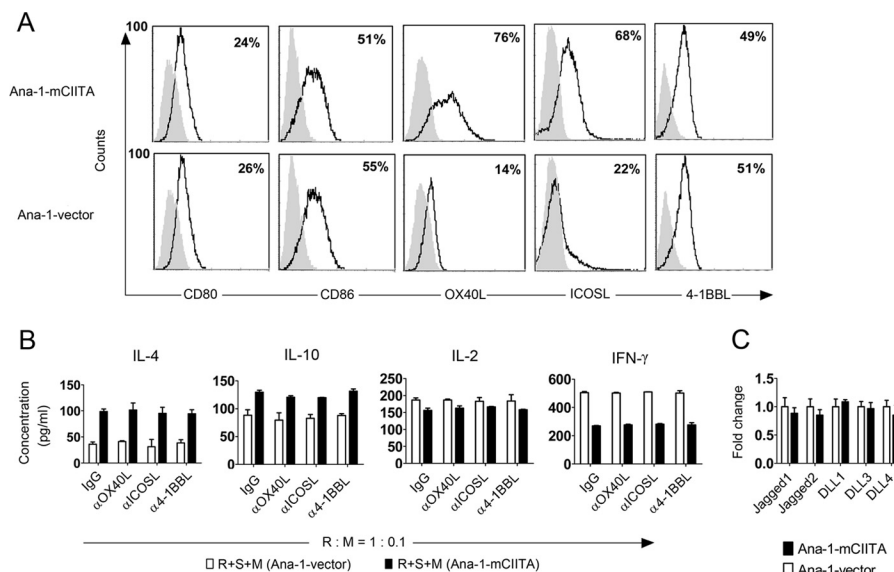 A
100
Ana-1-mCIITA
24%
51%
76%
68%
49%
Counts
100
Ana-1-vector
26%
55%
14%
22%
51%
CD80
CD86
OX40L
ICOSL
4-1BBL
B
IL-4
IL-10
IL-2
IFN-γ
Concentration
(pg/ml)
150
100
50
0
150
100
50
0
250
200
150
100
50
0
600
400
200
0
IgG
αOX40L
αICOSL
α4-1BBL
IgG
αOX40L
αICOSL
α4-1BBL
IgG
αOX40L
αICOSL
α4-1BBL
IgG
αOX40L
αICOSL
α4-1BBL
R : M = 1 : 0.1
R+S+M (Ana-1-vector)
R+S+M (Ana-1-mCIITA)
C
Fold change
1.5
1.0
0.5
0.0
Jagged1
Jagged2
DLL1
DLL3
DLL4
Ana-1-mCIITA
Ana-1-vector